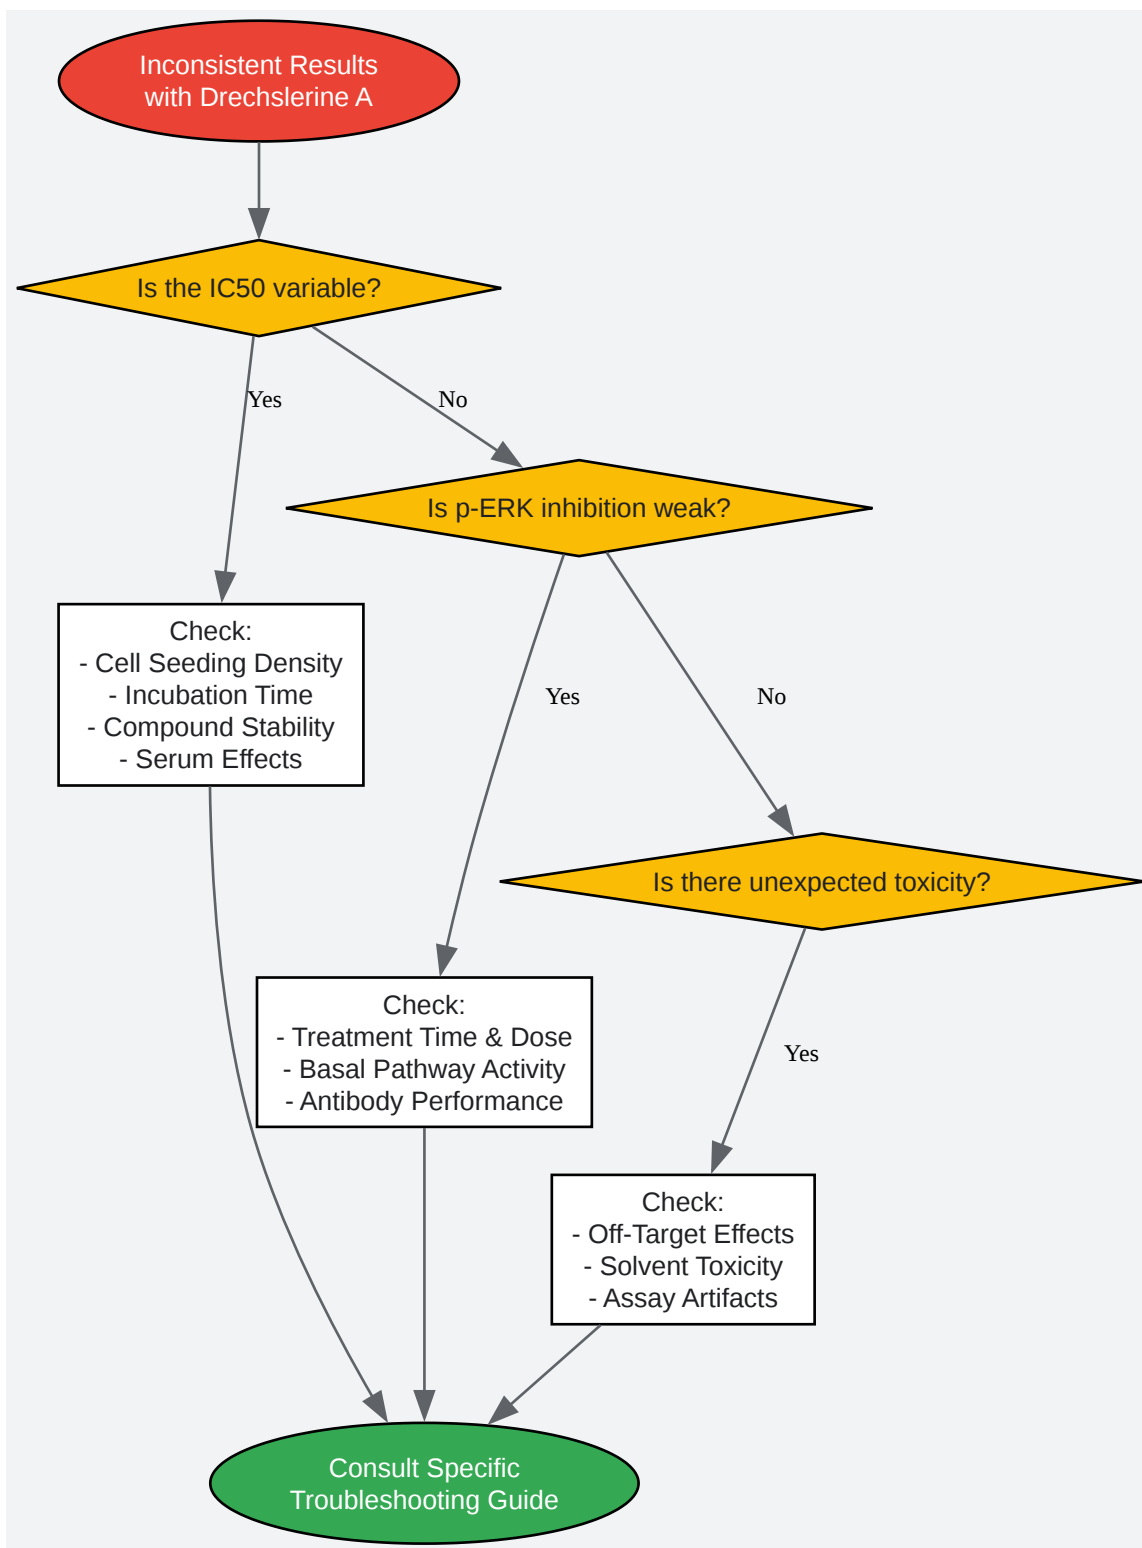 Inconsistent Results
with Drechslerine A
Is the IC50 variable?
Yes
No
Is p-ERK inhibition weak?
Check:
- Cell Seeding Density
- Incubation Time
- Compound Stability
- Serum Effects
Yes
No
Is there unexpected toxicity?
Check:
- Treatment Time & Dose
- Basal Pathway Activity
- Antibody Performance
Yes
Check:
- Off-Target Effects
- Solvent Toxicity
- Assay Artifacts
Consult Specific
Troubleshooting Guide